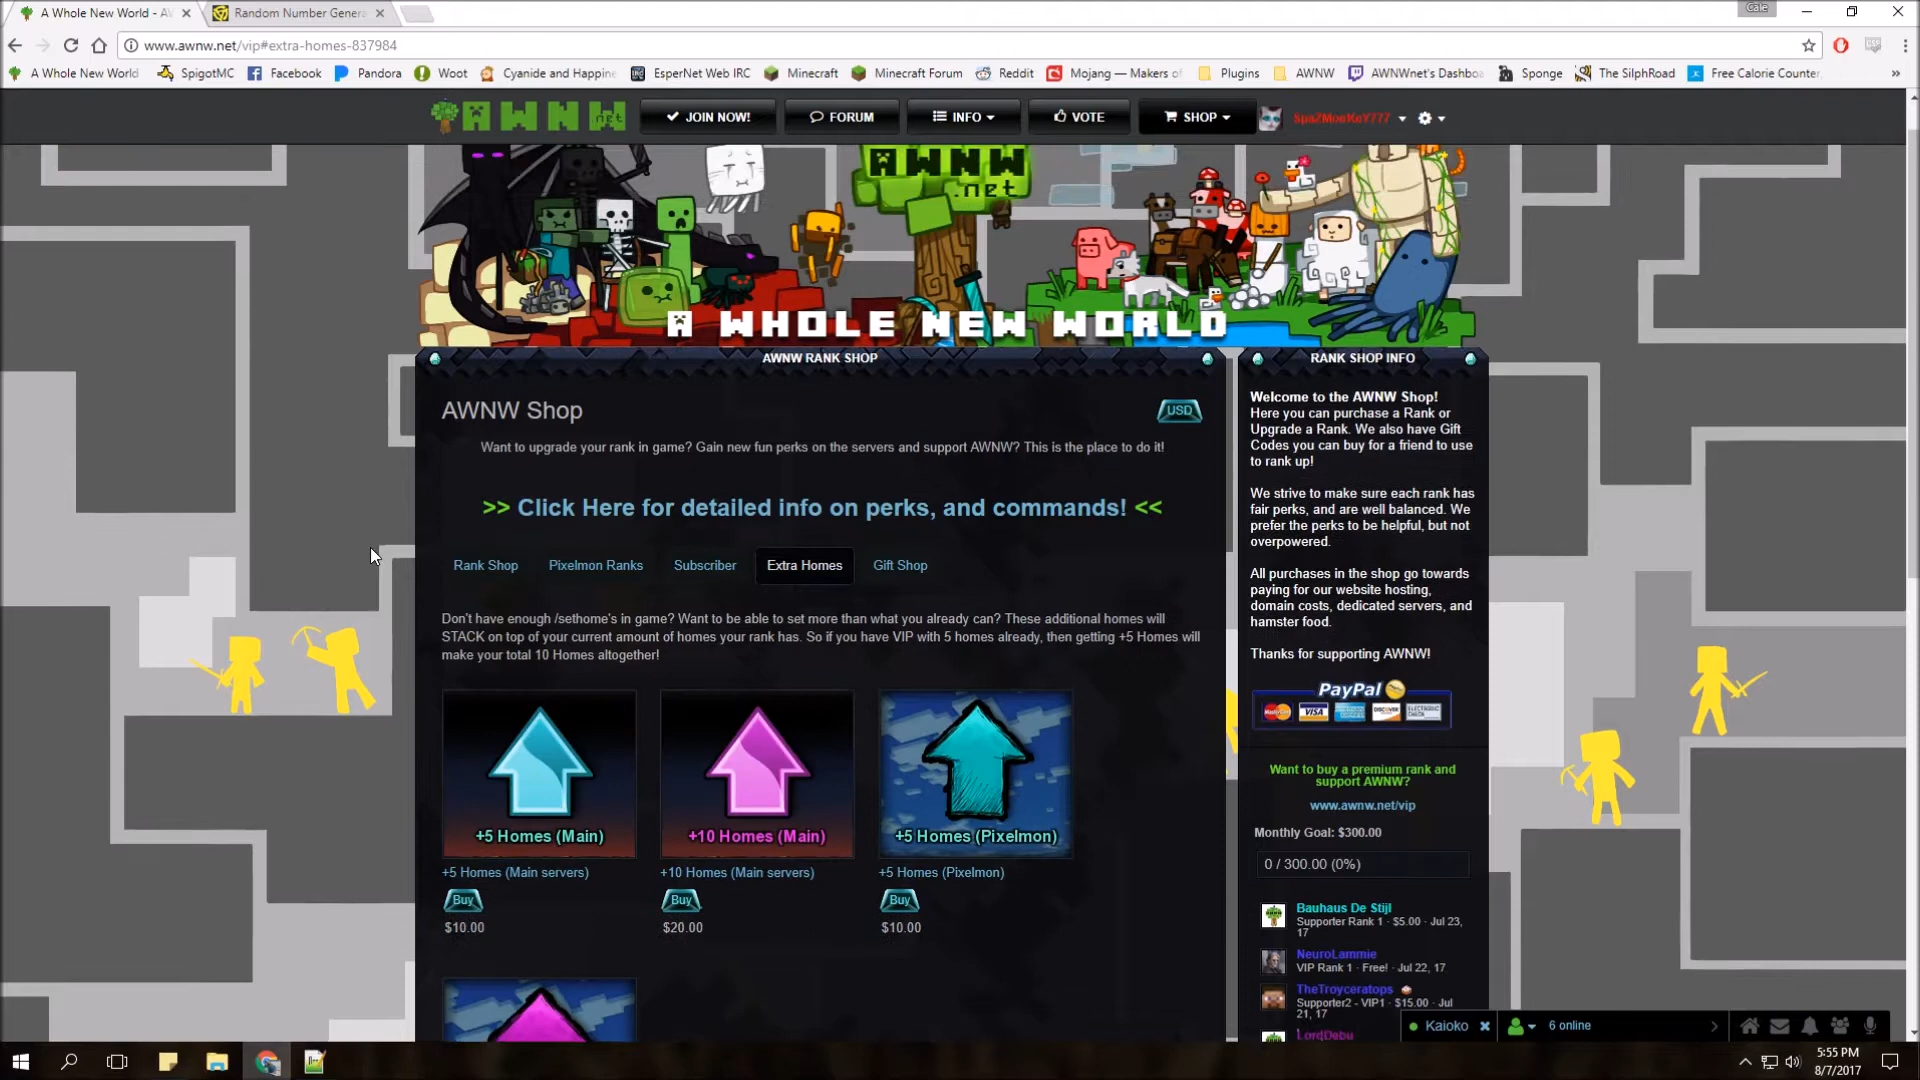 A Whole New World - AW
Random Number Genera
Cale
www.awnw.net/vip#extra-homes-837984
A Whole New World
SpigotMC
Facebook
Pandora
Woot
Cyanide and Happine
EsperNet Web IRC
Minecraft
Minecraft Forum
Reddit
Mojang — Makers of
Plugins
AWNW
AWNWnet's Dashboa
Sponge
The SilphRoad
Free Calorie Counter,
»
AWNW.net
JOIN NOW!
FORUM
INFO
VOTE
SHOP
SpaZMonKeY777
AWNW
.net
A WHOLE NEW WORLD
AWNW RANK SHOP
AWNW Shop
USD
Want to upgrade your rank in game? Gain new fun perks on the servers and support AWNW? This is the place to do it!
>> Click Here for detailed info on perks, and commands! <<
Rank Shop
Pixelmon Ranks
Subscriber
Extra Homes
Gift Shop
Don't have enough /sethome's in game? Want to be able to set more than what you already can? These additional homes will
STACK on top of your current amount of homes your rank has. So if you have VIP with 5 homes already, then getting +5 Homes will
make your total 10 Homes altogether!
+5 Homes (Main)
+10 Homes (Main)
+5 Homes (Pixelmon)
+5 Homes (Main servers)
+10 Homes (Main servers)
+5 Homes (Pixelmon)
Buy
Buy
Buy
$10.00
$20.00
$10.00
RANK SHOP INFO
Welcome to the AWNW Shop!
Here you can purchase a Rank or
Upgrade a Rank. We also have Gift
Codes you can buy for a friend to use
to rank up!
We strive to make sure each rank has
fair perks, and are well balanced. We
prefer the perks to be helpful, but not
overpowered.
All purchases in the shop go towards
paying for our website hosting,
domain costs, dedicated servers, and
hamster food.
Thanks for supporting AWNW!
PayPal
MasterCard
VISA
DISCOVER
Want to buy a premium rank and
support AWNW?
www.awnw.net/vip
Monthly Goal: $300.00
0 / 300.00 (0%)
Bauhaus De Stijl
Supporter Rank 1 · $5.00 · Jul 23,
17
NeuroLammie
VIP Rank 1 · Free! · Jul 22, 17
TheTroyceratops
Supporter2 - VIP1 · $15.00 · Jul
21, 17
LordDebu
Kaioko
6 online
5:55 PM
8/7/2017